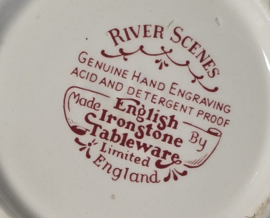 RIVER SCENES
GENUINE HAND ENGRAVING
ACID AND DETERGENT PROOF
Made English By
Ironstone
Tableware
Limited
England